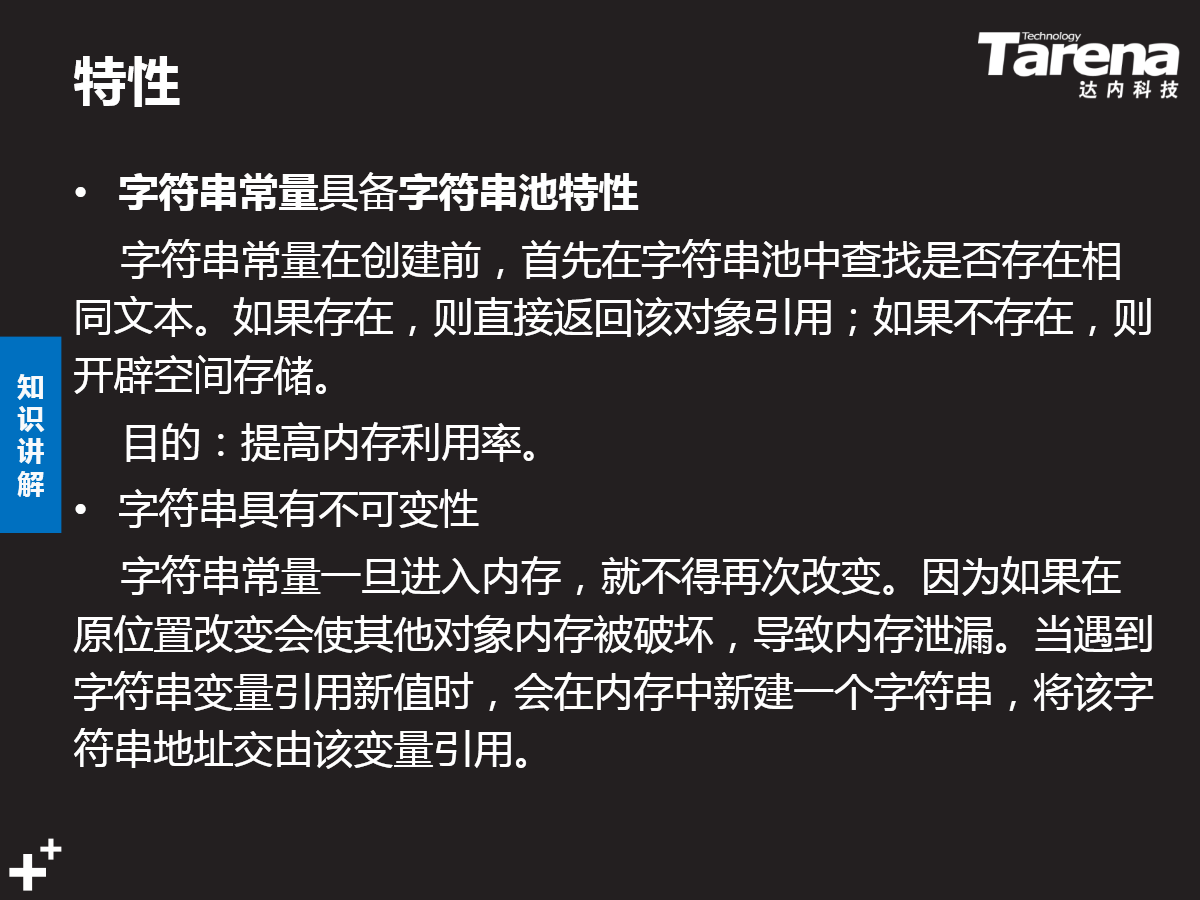 特性
Technology
Tarena
达内科技
• 字符串常量具备字符串池特性
字符串常量在创建前，首先在字符串池中查找是否存在相
同文本。如果存在，则直接返回该对象引用；如果不存在，则
开辟空间存储。
目的：提高内存利用率。
• 字符串具有不可变性
字符串常量一旦进入内存，就不得再次改变。因为如果在
原位置改变会使其他对象内存被破坏，导致内存泄漏。当遇到
字符串变量引用新值时，会在内存中新建一个字符串，将该字
符串地址交由该变量引用。
知
识
讲
解